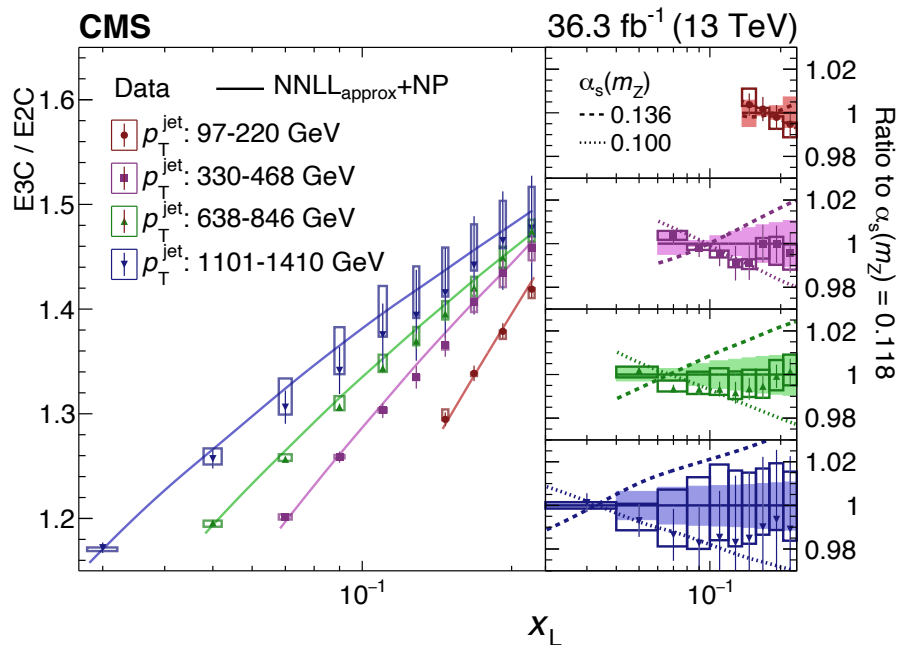 CMS 36.3 fb⁻¹ (13 TeV)
E3C / E2C
1.6
1.5
1.4
1.3
1.2
Data
NNLL_approx+NP
p_T^jet: 97-220 GeV
p_T^jet: 330-468 GeV
p_T^jet: 638-846 GeV
p_T^jet: 1101-1410 GeV
10⁻¹
x_L
α_s(m_Z)
0.136
0.100
1.02
1
0.98
1.02
1
0.98
1.02
1
0.98
1.02
1
0.98
10⁻¹
Ratio to α_s(m_Z) = 0.118